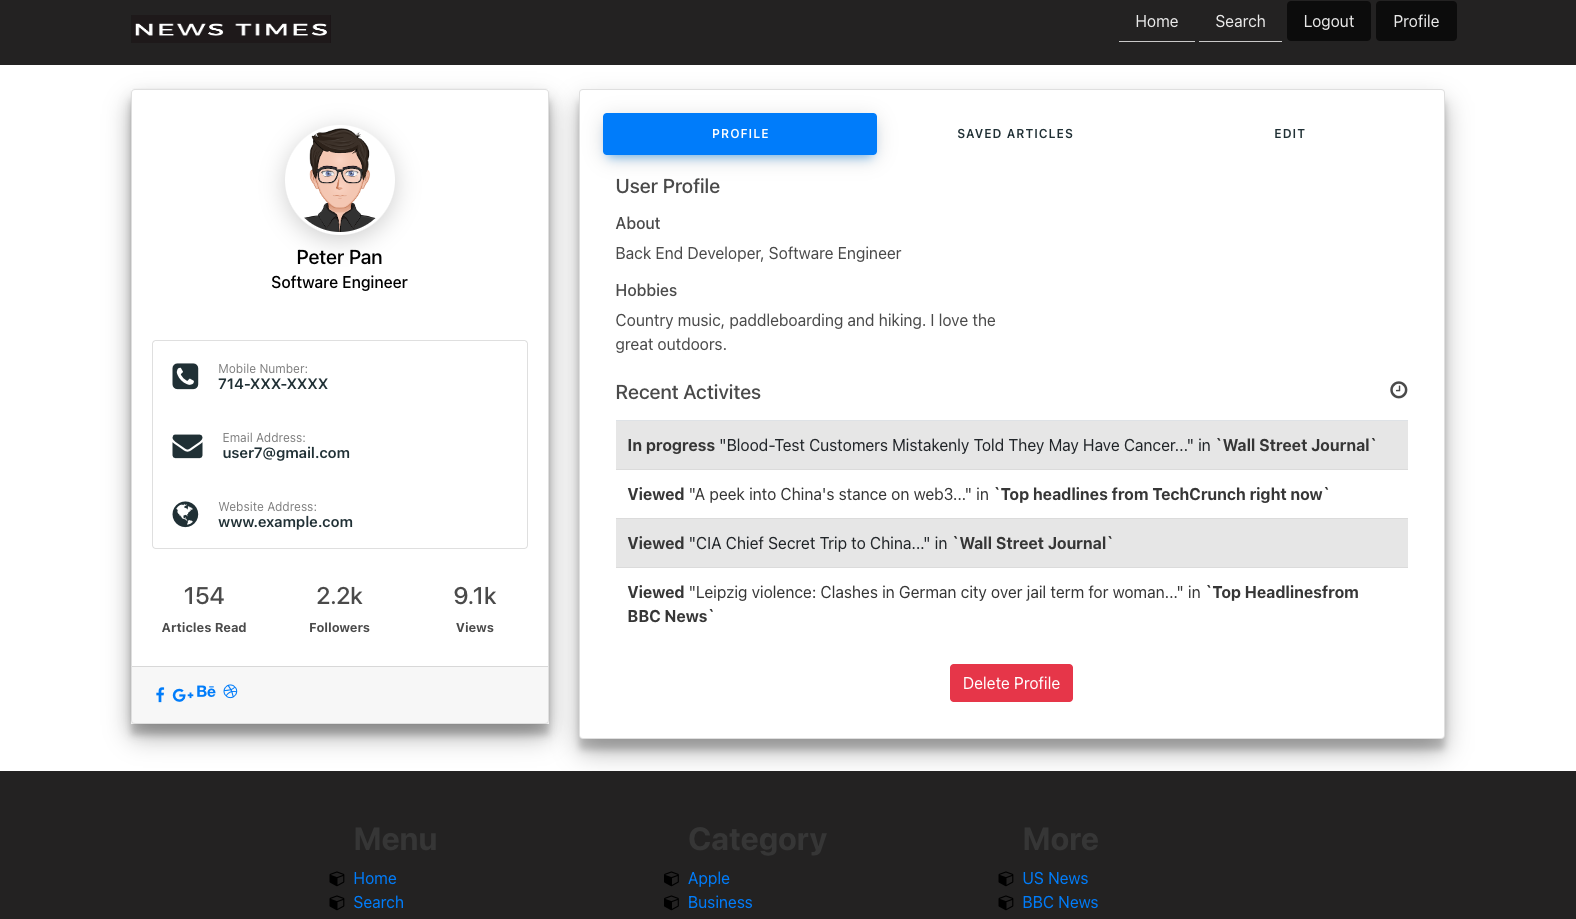 NEWS TIMES
Home Search Logout Profile
Peter Pan
Software Engineer
Mobile Number:
714-XXX-XXXX
Email Address:
user7@gmail.com
Website Address:
www.example.com
154 2.2k 9.1k
Articles Read Followers Views
Bē
PROFILE SAVED ARTICLES EDIT
User Profile
About
Back End Developer, Software Engineer
Hobbies
Country music, paddleboarding and hiking. I love the
great outdoors.
Recent Activites
In progress "Blood-Test Customers Mistakenly Told They May Have Cancer..." in `Wall Street Journal`
Viewed "A peek into China's stance on web3..." in `Top headlines from TechCrunch right now`
Viewed "CIA Chief Secret Trip to China..." in `Wall Street Journal`
Viewed "Leipzig violence: Clashes in German city over jail term for woman..." in `Top Headlinesfrom
BBC News`
Delete Profile
Menu
Home
Search
Category
Apple
Business
More
US News
BBC News